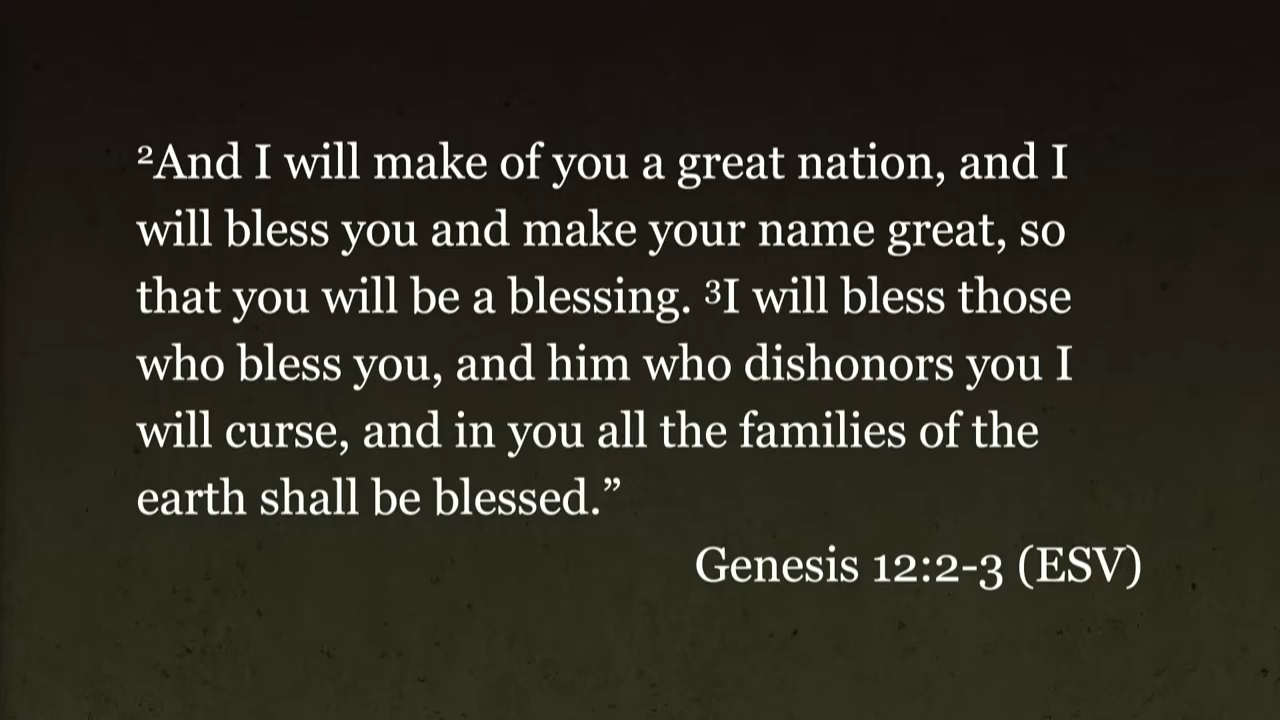 ²And I will make of you a great nation, and I
will bless you and make your name great, so
that you will be a blessing. ³I will bless those
who bless you, and him who dishonors you I
will curse, and in you all the families of the
earth shall be blessed.”
Genesis 12:2-3 (ESV)